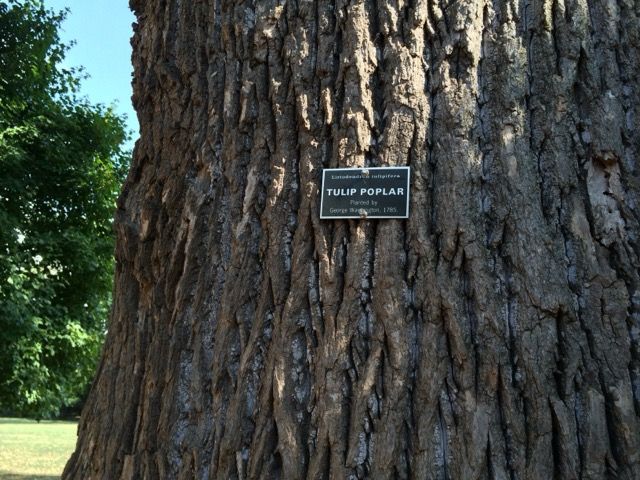 Liriodendron tulipifera
TULIP POPLAR
Planted by
George Washington, 1785